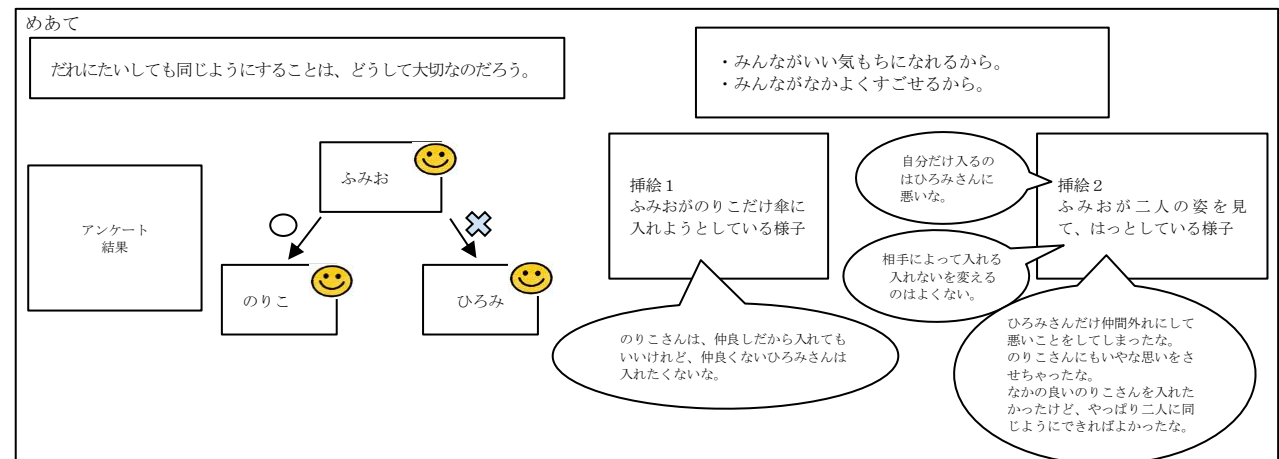 めあて
だれにたいしても同じようにすることは、どうして大切なのだろう。
・みんながいい気もちになれるから。
・みんながなかよくすごせるから。
アンケート
結果
ふみお
のりこ
ひろみ
挿絵１
ふみおがのりこだけ傘に
入れようとしている様子
のりこさんは、仲良しだから入れても
いいけれど、仲良くないひろみさんは
入れたくないな。
自分だけ入るの
はひろみさんに
悪いな。
相手によって入れる
入れないを変える
のはよくない。
挿絵２
ふみおが二人の姿を見
て、はっとしている様子
ひろみさんだけ仲間外れにして
悪いことをしてしまったな。
のりこさんにもいやな思いをさ
せちゃったな。
なかの良いのりこさんを入れた
かったけど、やっぱり二人に同
じようにできればよかったな。